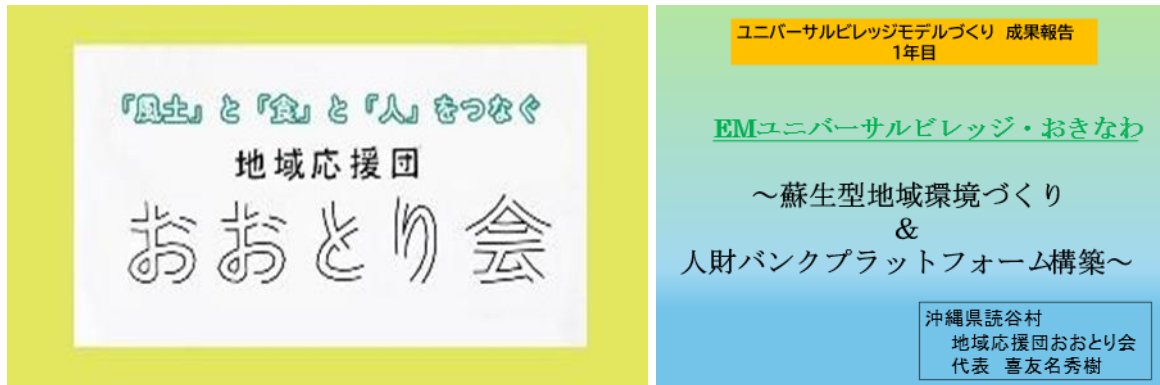 『風土』と『食』と『人』をつなぐ
地域応援団
おおとり会
ユニバーサルビレッジモデルづくり 成果報告
1年目
EMユニバーサルビレッジ・おきなわ
～蘇生型地域環境づくり
&
人財バンクプラットフォーム構築～
沖縄県読谷村
地域応援団おおとり会
代表 喜友名秀樹